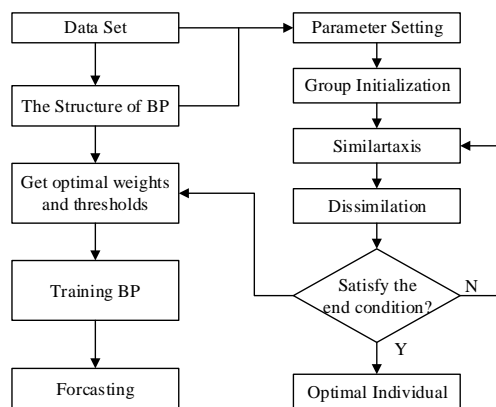 Data Set
The Structure of BP
Get optimal weights
and thresholds
Training BP
Forcasting
Parameter Setting
Group Initialization
Similartaxis
Dissimilation
Satisfy the
end condition?
N
Y
Optimal Individual